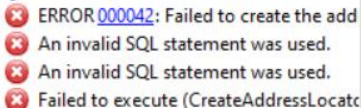 ERROR 000042: Failed to create the add
An invalid SQL statement was used.
An invalid SQL statement was used.
Failed to execute (CreateAddressLocato